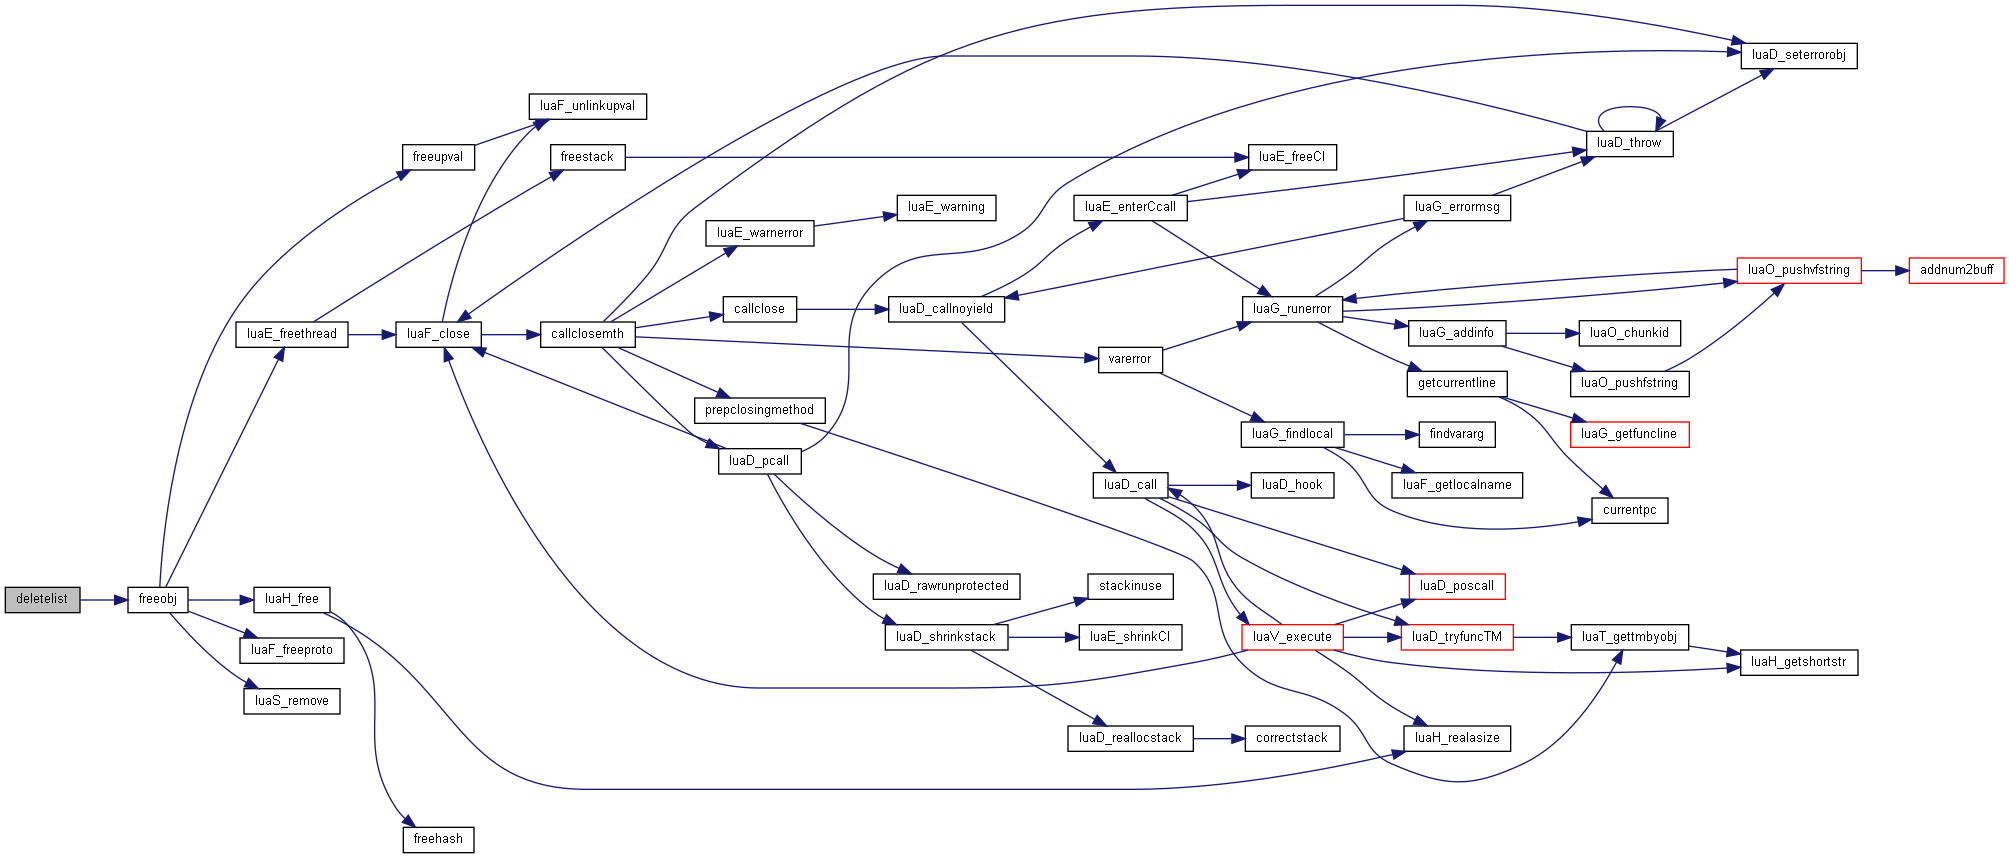 luaD_seterrorobj
luaF_unlinkupval
luaD_throw
freeupval
freestack
luaE_freeCI
luaE_warning
luaE_enterCcall
luaG_errormsg
luaE_warnerror
luaO_pushvfstring
addnum2buff
callclose
luaD_callnoyield
luaG_runerror
luaE_freethread
luaF_close
callclosemth
luaG_addinfo
luaO_chunkid
varerror
getcurrentline
luaO_pushfstring
prepclosingmethod
luaG_findlocal
findvararg
luaG_getfuncline
luaD_pcall
luaD_call
luaD_hook
luaF_getlocalname
currentpc
deletelist
freeobj
luaH_free
luaD_rawrunprotected
stackinuse
luaD_poscall
luaF_freeproto
luaD_shrinkstack
luaE_shrinkCI
luaV_execute
luaD_tryfuncTM
luaT_gettmbyobj
luaH_getshortstr
luaS_remove
luaD_reallocstack
correctstack
luaH_realasize
freehash